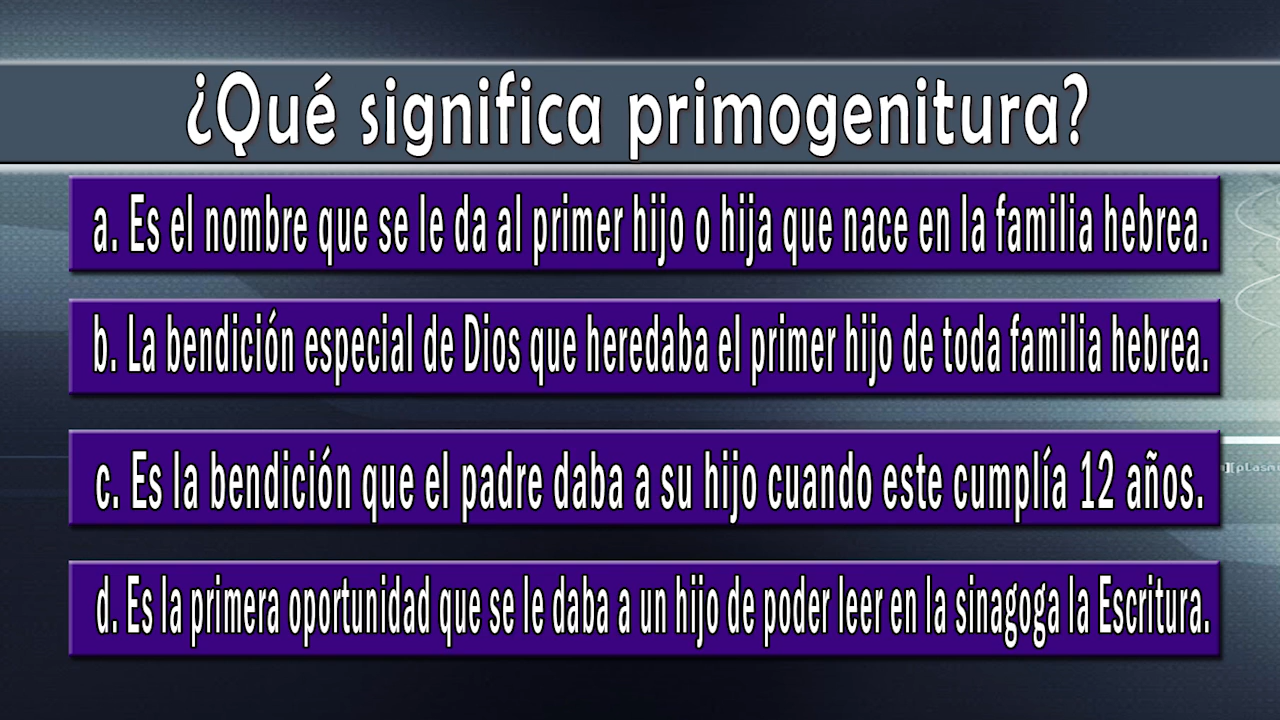 ¿Qué significa primogenitura?
a. Es el nombre que se le da al primer hijo o hija que nace en la familia hebrea.
b. La bendición especial de Dios que heredaba el primer hijo de toda familia hebrea.
c. Es la bendición que el padre daba a su hijo cuando este cumplía 12 años.
d. Es la primera oportunidad que se le daba a un hijo de poder leer en la sinagoga la Escritura.